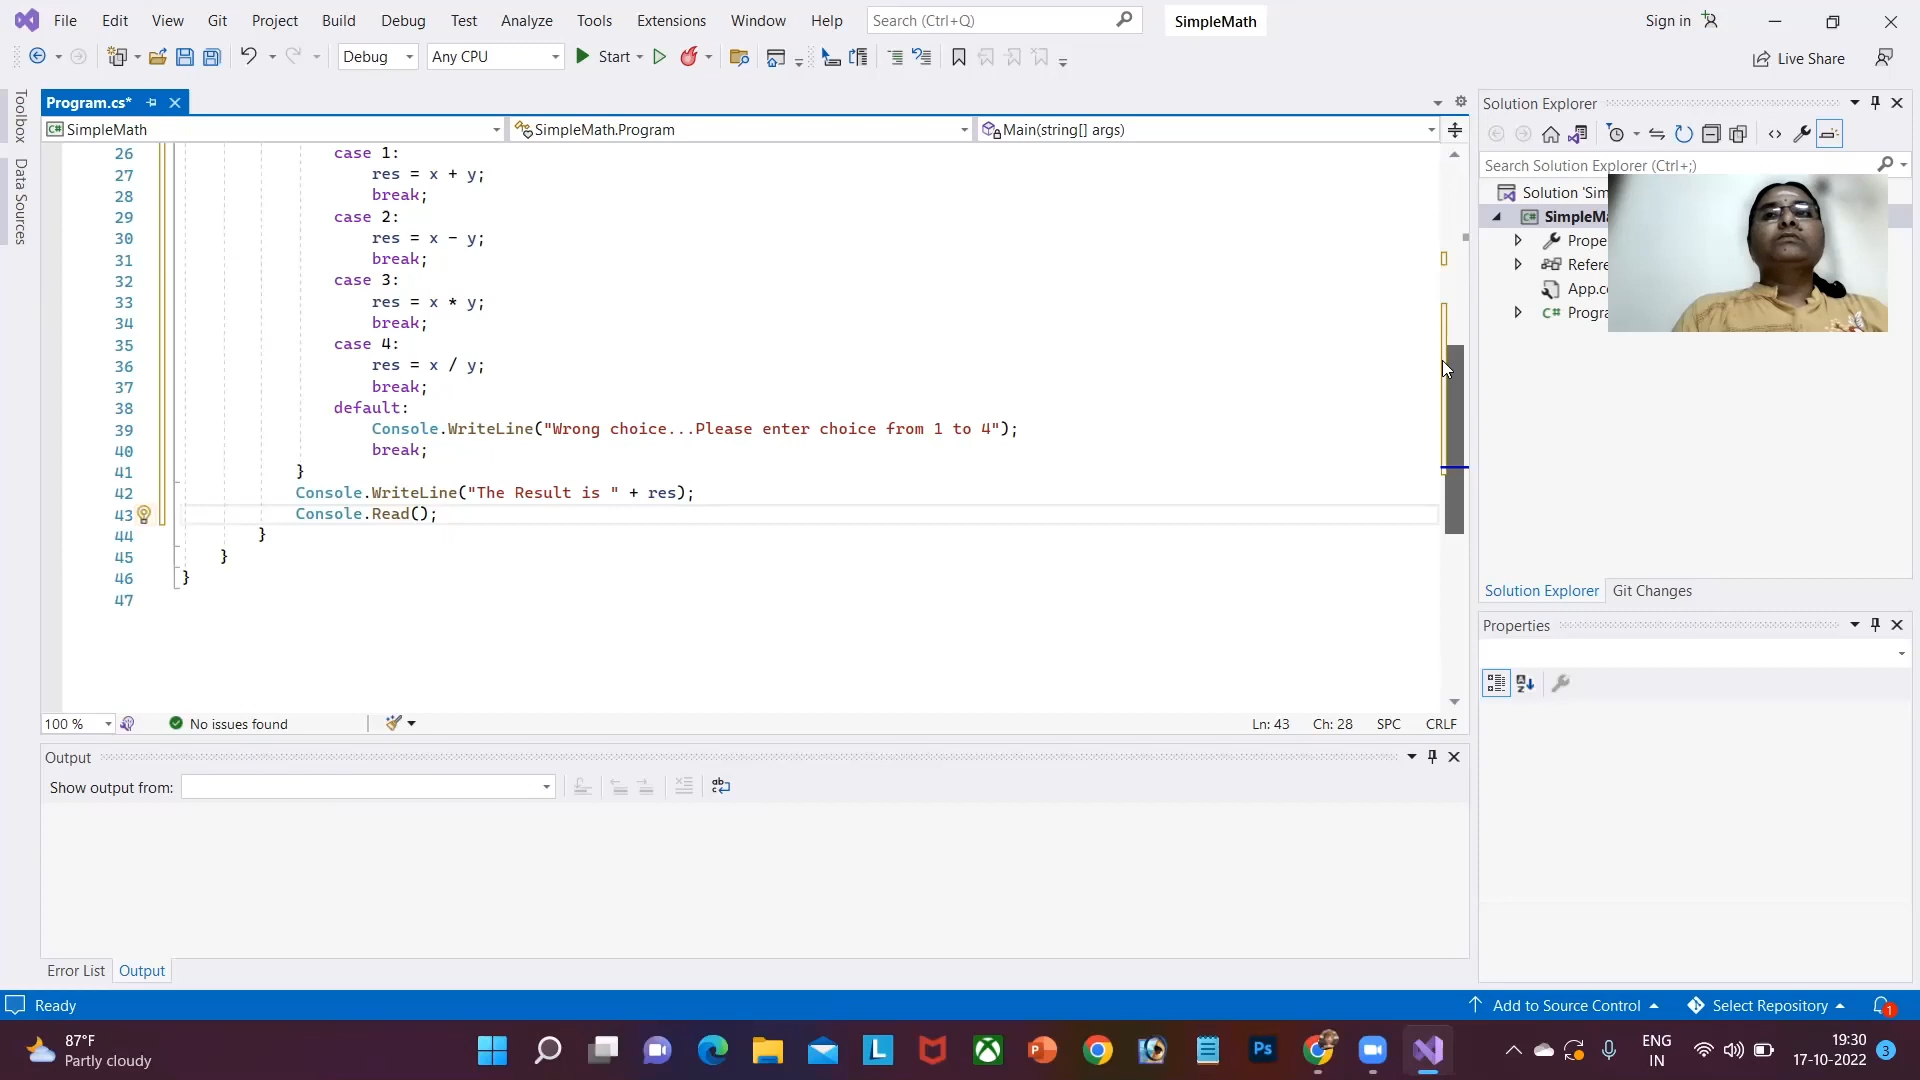 File Edit View Git Project Build Debug Test Analyze Tools Extensions Window Help Search (Ctrl+Q) SimpleMath Sign in
Debug Any CPU Start Live Share
Toolbox
Data Sources
Program.cs*
SimpleMath SimpleMath.Program Main(string[] args)
26 case 1:
27 res = x + y;
28 break;
29 case 2:
30 res = x - y;
31 break;
32 case 3:
33 res = x * y;
34 break;
35 case 4:
36 res = x / y;
37 break;
38 default:
39 Console.WriteLine("Wrong choice...Please enter choice from 1 to 4");
40 break;
41 }
42 Console.WriteLine("The Result is " + res);
43 Console.Read();
44 }
45 }
46 }
47
100 % No issues found Ln: 43 Ch: 28 SPC CRLF
Output
Show output from:
Error List Output
Solution Explorer
Search Solution Explorer (Ctrl+;)
Solution 'Sim
SimpleMa
Prope
Refere
App.c
C# Progra
Solution Explorer Git Changes
Properties
Ready Add to Source Control Select Repository 1
87°F
Partly cloudy
ENG
IN
19:30
17-10-2022
3